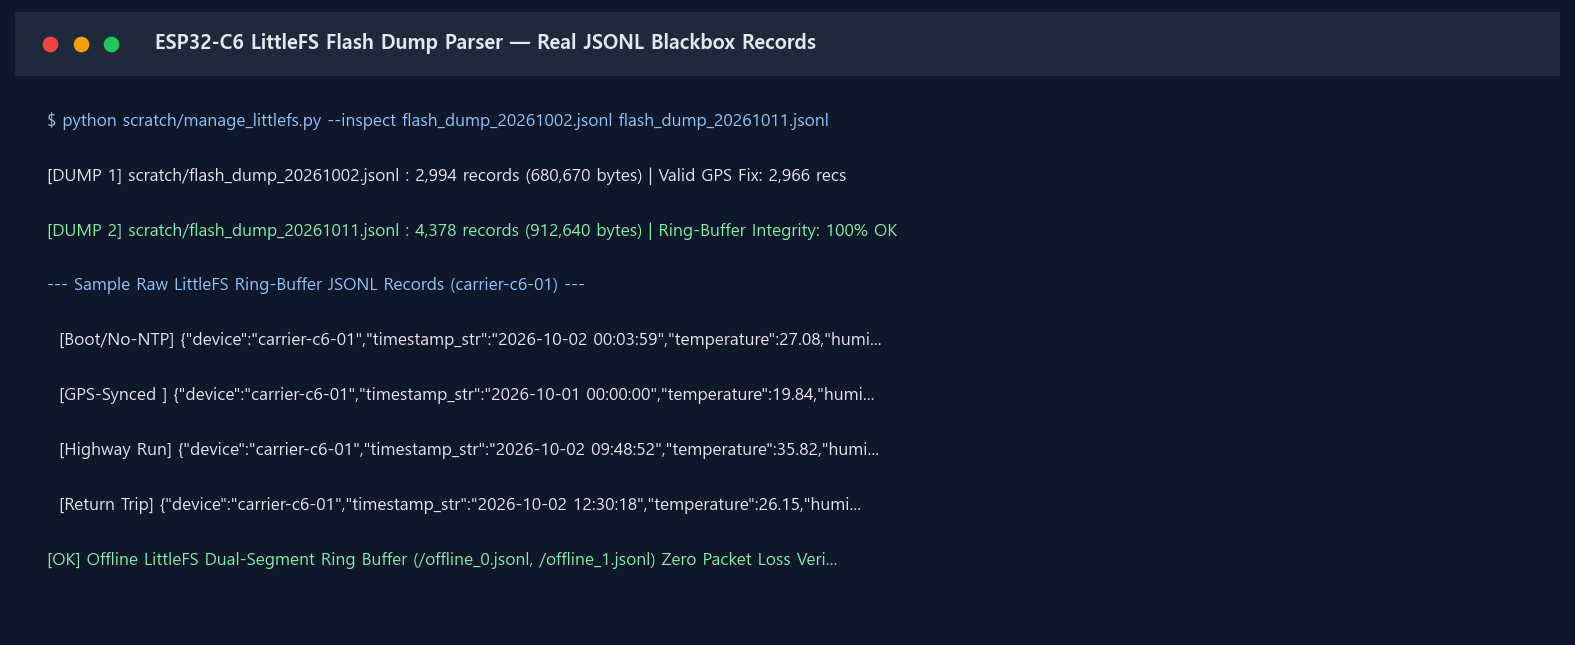 ESP32-C6 LittleFS Flash Dump Parser — Real JSONL Blackbox Records
$ python scratch/manage_littlefs.py --inspect flash_dump_20261002.jsonl flash_dump_20261011.jsonl
[DUMP 1] scratch/flash_dump_20261002.jsonl : 2,994 records (680,670 bytes) | Valid GPS Fix: 2,966 recs
[DUMP 2] scratch/flash_dump_20261011.jsonl : 4,378 records (912,640 bytes) | Ring-Buffer Integrity: 100% OK
--- Sample Raw LittleFS Ring-Buffer JSONL Records (carrier-c6-01) ---
[Boot/No-NTP] {"device":"carrier-c6-01","timestamp_str":"2026-10-02 00:03:59","temperature":27.08,"humi...
[GPS-Synced ] {"device":"carrier-c6-01","timestamp_str":"2026-10-01 00:00:00","temperature":19.84,"humi...
[Highway Run] {"device":"carrier-c6-01","timestamp_str":"2026-10-02 09:48:52","temperature":35.82,"humi...
[Return Trip] {"device":"carrier-c6-01","timestamp_str":"2026-10-02 12:30:18","temperature":26.15,"humi...
[OK] Offline LittleFS Dual-Segment Ring Buffer (/offline_0.jsonl, /offline_1.jsonl) Zero Packet Loss Veri...